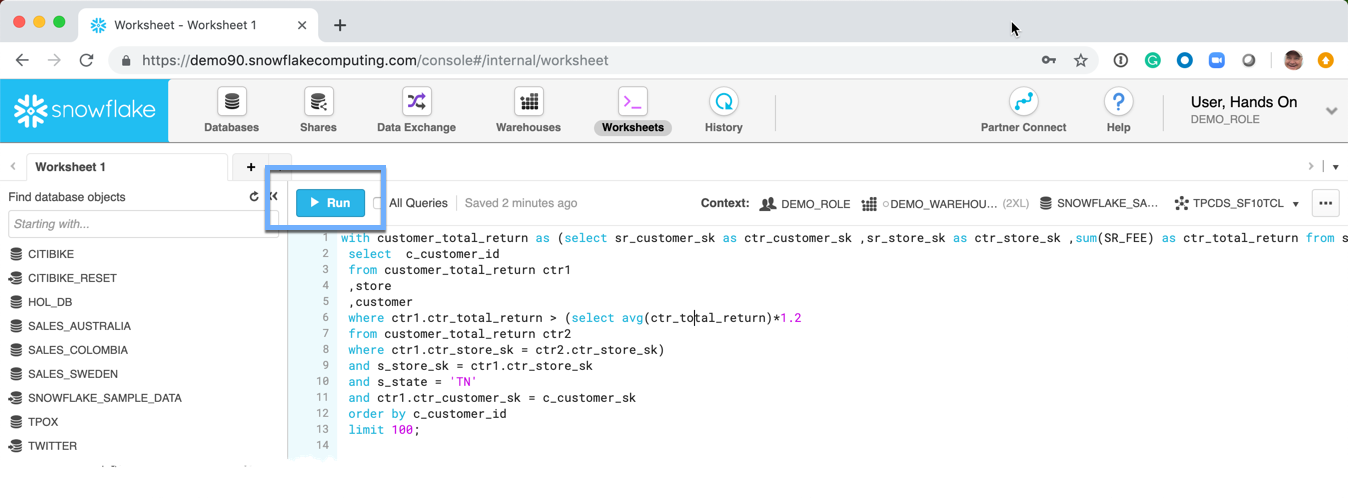 Worksheet - Worksheet 1
https://demo90.snowflakecomputing.com/console#/internal/worksheet
snowflake
Databases
Shares
Data Exchange
Warehouses
Worksheets
History
Partner Connect
Help
User, Hands On
DEMO_ROLE
Worksheet 1
Find database objects
Starting with...
CITIBIKE
CITIBIKE_RESET
HOL_DB
SALES_AUSTRALIA
SALES_COLOMBIA
SALES_SWEDEN
SNOWFLAKE_SAMPLE_DATA
TPOX
TWITTER
Run All Queries Saved 2 minutes ago Context: DEMO_ROLE DEMO_WAREHOU... (2XL) SNOWFLAKE_SA... TPCDS_SF10TCL
1 with customer_total_return as (select sr_customer_sk as ctr_customer_sk ,sr_store_sk as ctr_store_sk ,sum(SR_FEE) as ctr_total_return from s
2 select  c_customer_id
3 from customer_total_return ctr1
4 ,store
5 ,customer
6 where ctr1.ctr_total_return > (select avg(ctr_total_return)*1.2
7 from customer_total_return ctr2
8 where ctr1.ctr_store_sk = ctr2.ctr_store_sk)
9 and s_store_sk = ctr1.ctr_store_sk
10 and s_state = 'TN'
11 and ctr1.ctr_customer_sk = c_customer_sk
12 order by c_customer_id
13 limit 100;
14